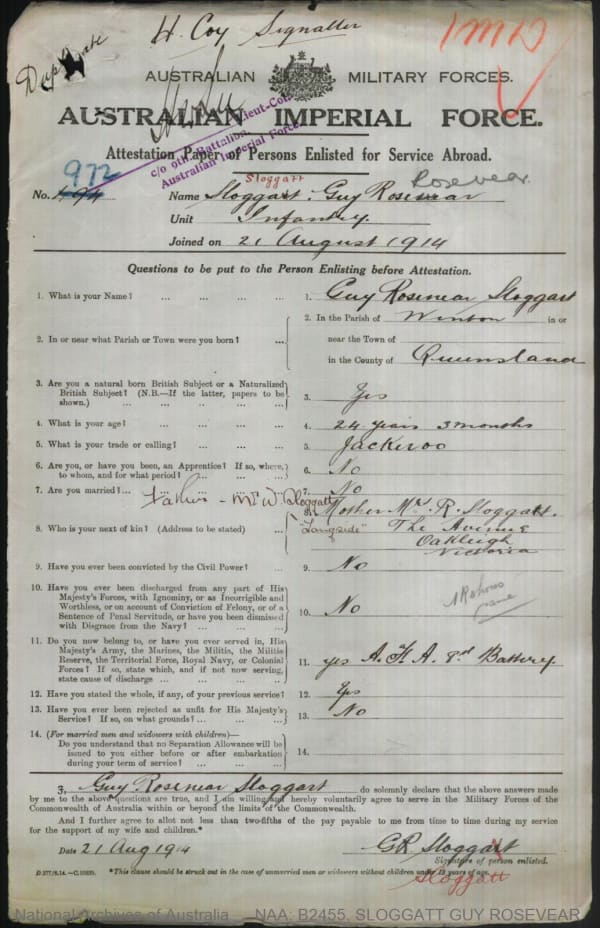 Duplicate
H. Coy Signaller
AUSTRALIAN MILITARY FORCES.
AUSTRALIAN IMPERIAL FORCE.
Lieut-Col.
c/o 6th Battalion
Australian Imperial Force
Attestation Paper of Persons Enlisted for Service Abroad.
972
Sloggatt Rosevear
No. Name Sloggart. Guy Rosevear
Unit Infantry.
Joined on 21 August 1914
Questions to be put to the Person Enlisting before Attestation.
1. What is your Name? ... ... ... ... 1. Guy Rosevear Sloggart
2. In or near what Parish or Town were you born? ... 2. In the Parish of Winton in or
near the Town of
in the County of Queensland
3. Are you a natural born British Subject or a Naturalized
British Subject? (N.B.—If the latter, papers to be
shown.) ... ... ... ... ... 3. Yes
4. What is your age? ... ... ... ... 4. 24 years 3 months
5. What is your trade or calling? ... ... ... 5. Jackeroo
6. Are you, or have you been, an Apprentice? If so, where,
to whom, and for what period? ... ... ... 6. No
7. Are you married? ... 7. No
Father - Mr W Sloggatt
8. Who is your next of kin? (Address to be stated) ... 8. Mother Mrs. R. Sloggatt.
"Langside" The Avenue
Oakleigh
Victoria
9. Have you ever been convicted by the Civil Power? ... 9. No
10. Have you ever been discharged from any part of His
Majesty's Forces, with Ignominy, or as Incorrigible and
Worthless, or on account of Conviction of Felony, or of a
Sentence of Penal Servitude, or have you been dismissed
with Disgrace from the Navy? ... ... ... 10. No
11. Do you now belong to, or have you ever served in, His
Majesty's Army, the Marines, the Militia, the Militia
Reserve, the Territorial Force, Royal Navy, or Colonial
Forces? If so, state which, and if not now serving,
state cause of discharge ... ... ... ... 11. yes A.F.A. 8rd Battery.
12. Have you stated the whole, if any, of your previous service? 12. Yes
13. Have you ever been rejected as unfit for His Majesty's
Service? If so, on what grounds? ... ... ... 13. No
14. (For married men and widowers with children)—
Do you understand that no Separation Allowance will be
issued to you either before or after embarkation
during your term of service? ... ... ... 14.
I, Guy Rosevear Sloggart do solemnly declare that the above answers made
by me to the above questions are true, and I am willing and hereby voluntarily agree to serve in the Military Forces of the
Commonwealth of Australia within or beyond the limits of the Commonwealth.
And I further agree to allot not less than two-fifths of the pay payable to me from time to time during my service
for the support of my wife and children.*
Date 21 Aug 1914 GR Sloggart
Signature of person enlisted.
Sloggatt
*This clause should be struck out in the case of unmarried men or widowers without children under 18 years of age.
National Archives of Australia NAA: B2455, SLOGGATT GUY ROSEVEAR